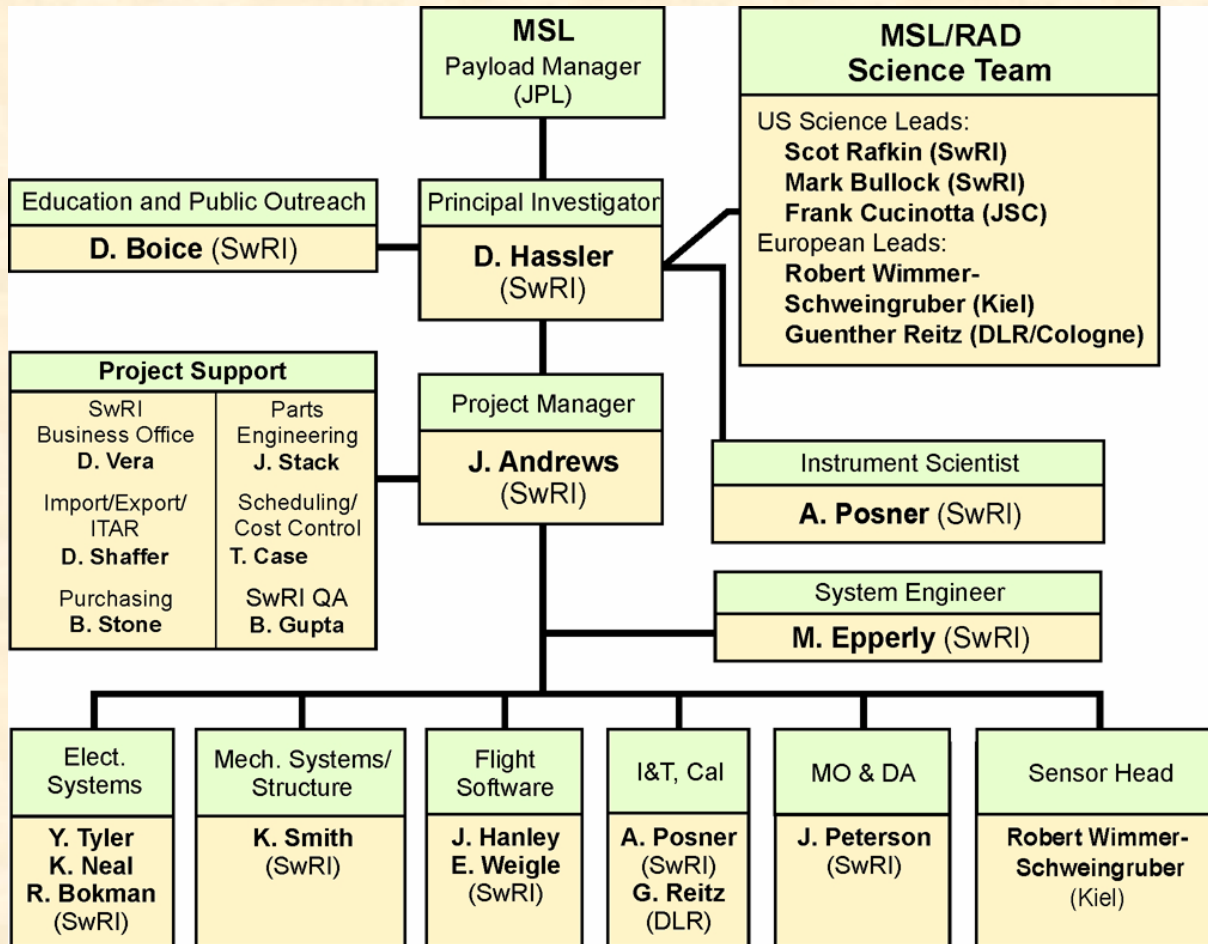 MSL
Payload Manager
(JPL)
MSL/RAD
Science Team
US Science Leads:
Scot Rafkin (SwRI)
Mark Bullock (SwRI)
Frank Cucinotta (JSC)
European Leads:
Robert Wimmer-
Schweingruber (Kiel)
Guenther Reitz (DLR/Cologne)
Education and Public Outreach
D. Boice (SwRI)
Principal Investigator
D. Hassler
(SwRI)
Project Support
SwRI
Business Office
D. Vera
Import/Export/
ITAR
D. Shaffer
Purchasing
B. Stone
Parts
Engineering
J. Stack
Scheduling/
Cost Control
T. Case
SwRI QA
B. Gupta
Project Manager
J. Andrews
(SwRI)
Instrument Scientist
A. Posner (SwRI)
System Engineer
M. Epperly (SwRI)
Elect.
Systems
Y. Tyler
K. Neal
R. Bokman
(SwRI)
Mech. Systems/
Structure
K. Smith
(SwRI)
Flight
Software
J. Hanley
E. Weigle
(SwRI)
I&T, Cal
A. Posner
(SwRI)
G. Reitz
(DLR)
MO & DA
J. Peterson
(SwRI)
Sensor Head
Robert Wimmer-
Schweingruber
(Kiel)